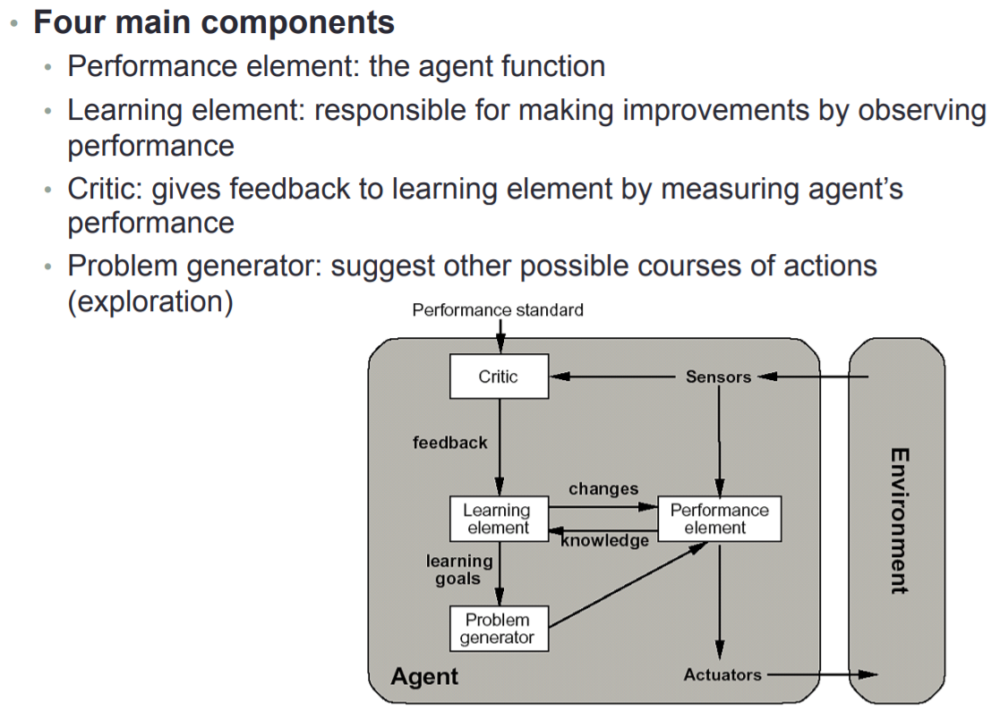 • Four main components
• Performance element: the agent function
• Learning element: responsible for making improvements by observing
performance
• Critic: gives feedback to learning element by measuring agent's
performance
• Problem generator: suggest other possible courses of actions
(exploration)
Performance standard
Critic
Sensors
feedback
changes
Learning
element
Performance
element
knowledge
learning
goals
Problem
generator
Agent
Actuators
Environment